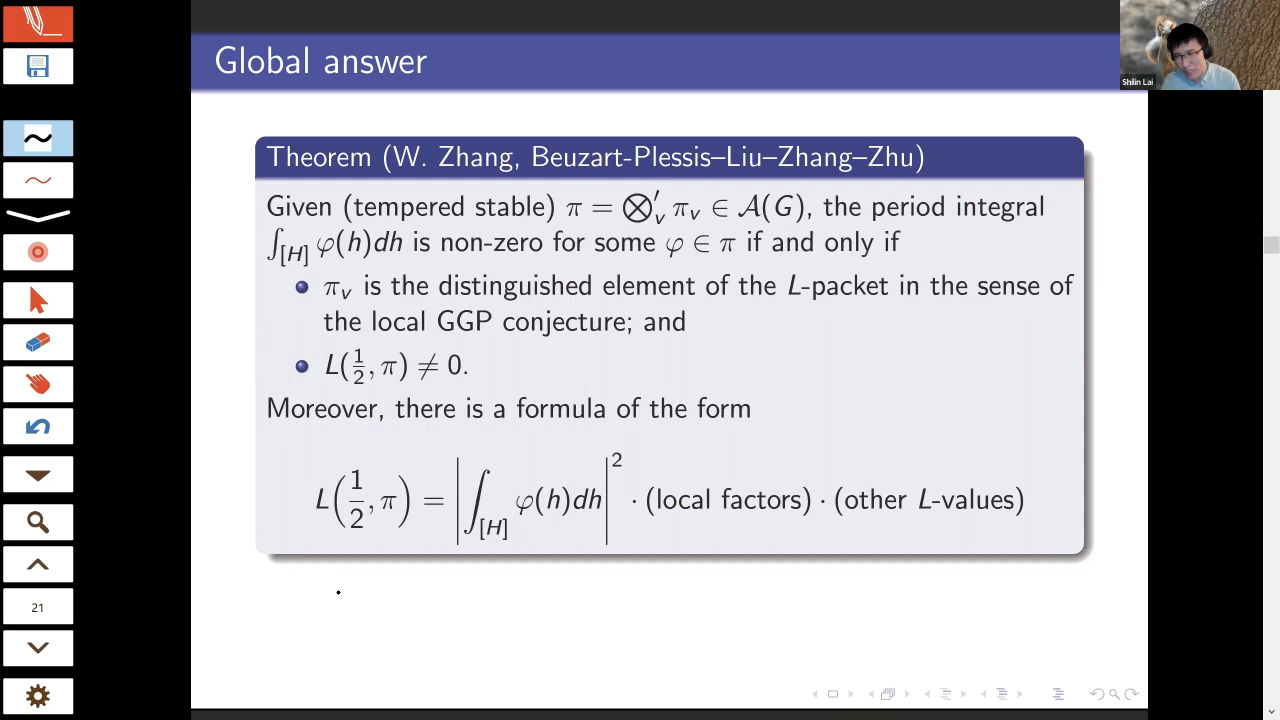 Global answer
Shilin Lai
Theorem (W. Zhang, Beuzart-Plessis–Liu–Zhang–Zhu)
Given (tempered stable) π = ⨂′_v π_v ∈ 𝒜(G), the period integral
∫_[H] φ(h)dh is non-zero for some φ ∈ π if and only if
π_v is the distinguished element of the L-packet in the sense of
the local GGP conjecture; and
L(1/2, π) ≠ 0.
Moreover, there is a formula of the form
L(1/2, π) = |∫_[H] φ(h)dh|² · (local factors) · (other L-values)
21